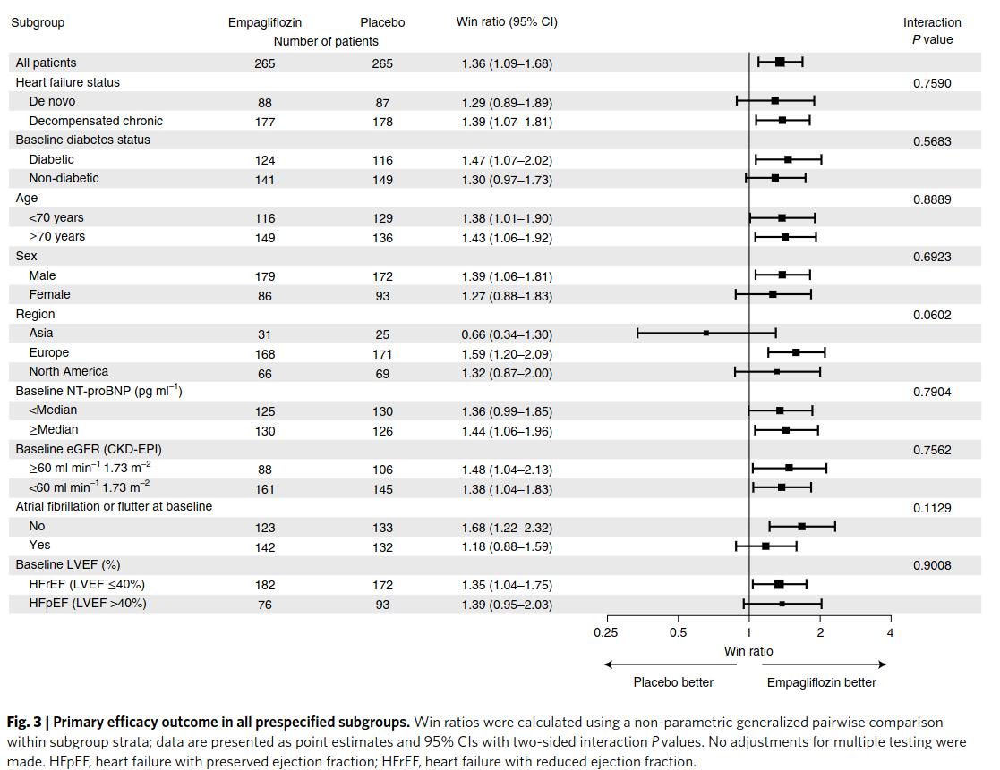 Subgroup Empagliflozin Placebo Win ratio (95% CI) Interaction
Number of patients P value
All patients 265 265 1.36 (1.09–1.68)
Heart failure status 0.7590
De novo 88 87 1.29 (0.89–1.89)
Decompensated chronic 177 178 1.39 (1.07–1.81)
Baseline diabetes status 0.5683
Diabetic 124 116 1.47 (1.07–2.02)
Non-diabetic 141 149 1.30 (0.97–1.73)
Age 0.8889
<70 years 116 129 1.38 (1.01–1.90)
≥70 years 149 136 1.43 (1.06–1.92)
Sex 0.6923
Male 179 172 1.39 (1.06–1.81)
Female 86 93 1.27 (0.88–1.83)
Region 0.0602
Asia 31 25 0.66 (0.34–1.30)
Europe 168 171 1.59 (1.20–2.09)
North America 66 69 1.32 (0.87–2.00)
Baseline NT-proBNP (pg ml⁻¹) 0.7904
<Median 125 130 1.36 (0.99–1.85)
≥Median 130 126 1.44 (1.06–1.96)
Baseline eGFR (CKD-EPI) 0.7562
≥60 ml min⁻¹ 1.73 m⁻² 88 106 1.48 (1.04–2.13)
<60 ml min⁻¹ 1.73 m⁻² 161 145 1.38 (1.04–1.83)
Atrial fibrillation or flutter at baseline 0.1129
No 123 133 1.68 (1.22–2.32)
Yes 142 132 1.18 (0.88–1.59)
Baseline LVEF (%) 0.9008
HFrEF (LVEF ≤40%) 182 172 1.35 (1.04–1.75)
HFpEF (LVEF >40%) 76 93 1.39 (0.95–2.03)
0.25 0.5 1 2 4
Win ratio
Placebo better Empagliflozin better
Fig. 3 | Primary efficacy outcome in all prespecified subgroups. Win ratios were calculated using a non-parametric generalized pairwise comparison
within subgroup strata; data are presented as point estimates and 95% CIs with two-sided interaction P values. No adjustments for multiple testing were
made. HFpEF, heart failure with preserved ejection fraction; HFrEF, heart failure with reduced ejection fraction.